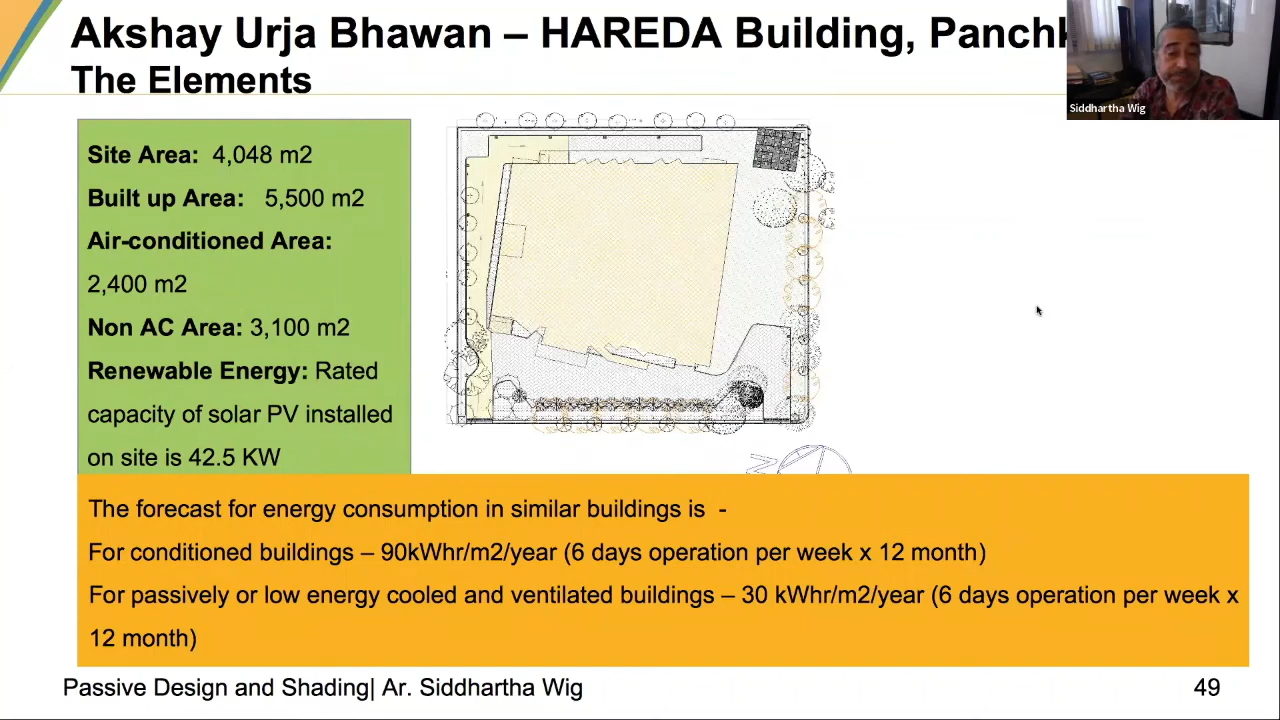 Akshay Urja Bhawan – HAREDA Building, Panchk
The Elements
Siddhartha Wig
Site Area: 4,048 m2
Built up Area: 5,500 m2
Air-conditioned Area:
2,400 m2
Non AC Area: 3,100 m2
Renewable Energy: Rated
capacity of solar PV installed
on site is 42.5 KW
The forecast for energy consumption in similar buildings is -
For conditioned buildings – 90kWhr/m2/year (6 days operation per week x 12 month)
For passively or low energy cooled and ventilated buildings – 30 kWhr/m2/year (6 days operation per week x
12 month)
Passive Design and Shading| Ar. Siddhartha Wig
49